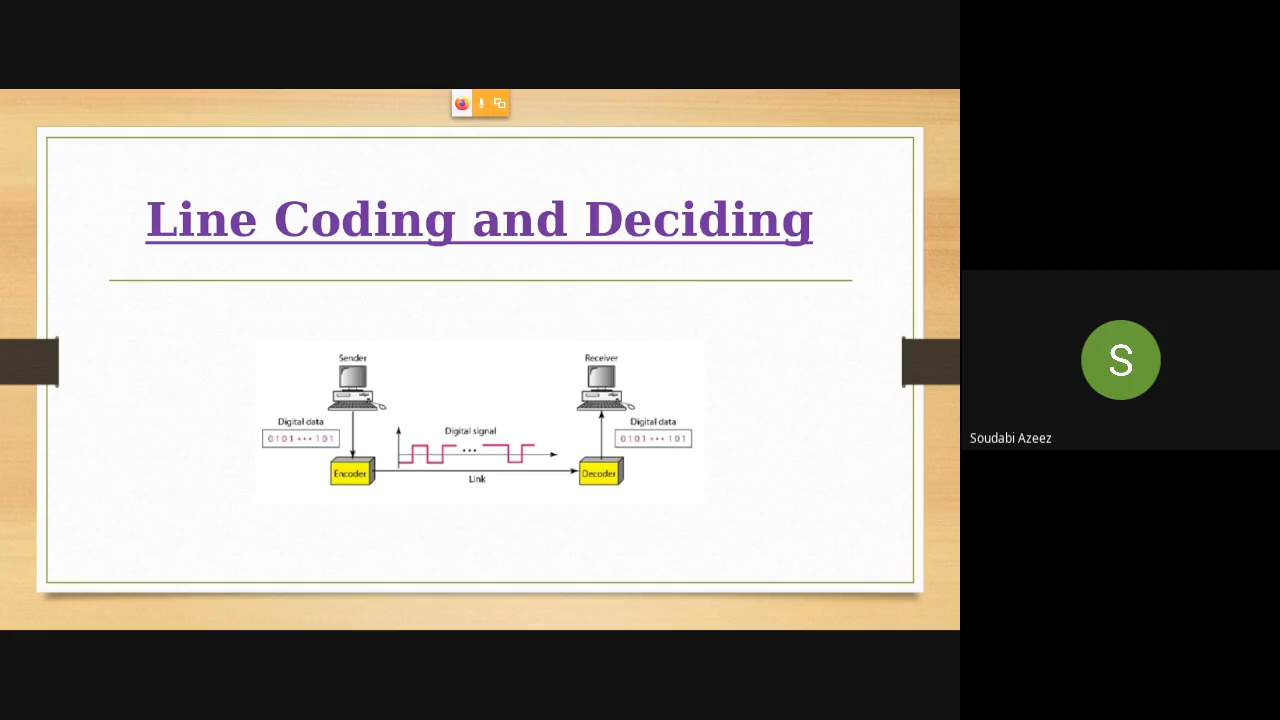 Line Coding and Deciding
Sender
Receiver
Digital data
Digital signal
Digital data
0101 ••• 101
•••
0101 ••• 101
Encoder
Decoder
Link
S
Soudabi Azeez